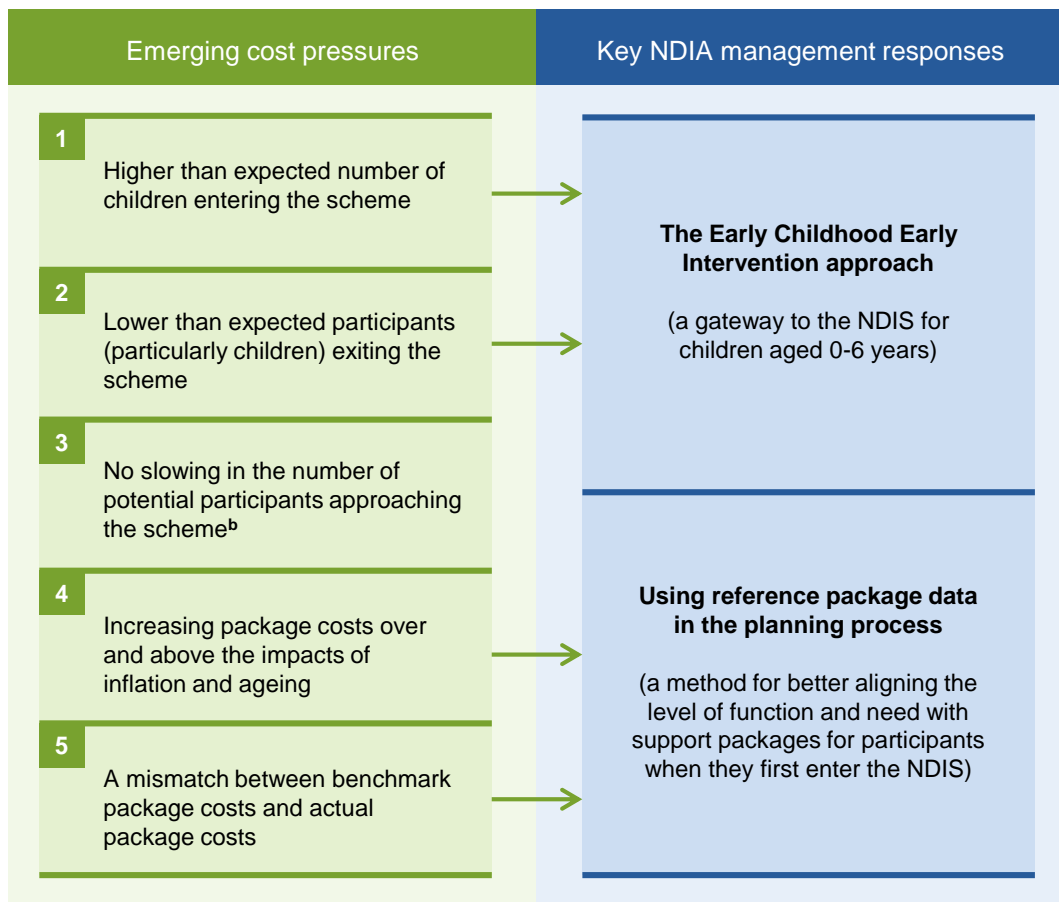 Emerging cost pressures
Key NDIA management responses
1
Higher than expected number of
children entering the scheme
2
Lower than expected participants
(particularly children) exiting the
scheme
3
No slowing in the number of
potential participants approaching
the schemeb
4
Increasing package costs over
and above the impacts of
inflation and ageing
5
A mismatch between benchmark
package costs and actual
package costs
The Early Childhood Early
Intervention approach
(a gateway to the NDIS for
children aged 0-6 years)
Using reference package data
in the planning process
(a method for better aligning the
level of function and need with
support packages for participants
when they first enter the NDIS)